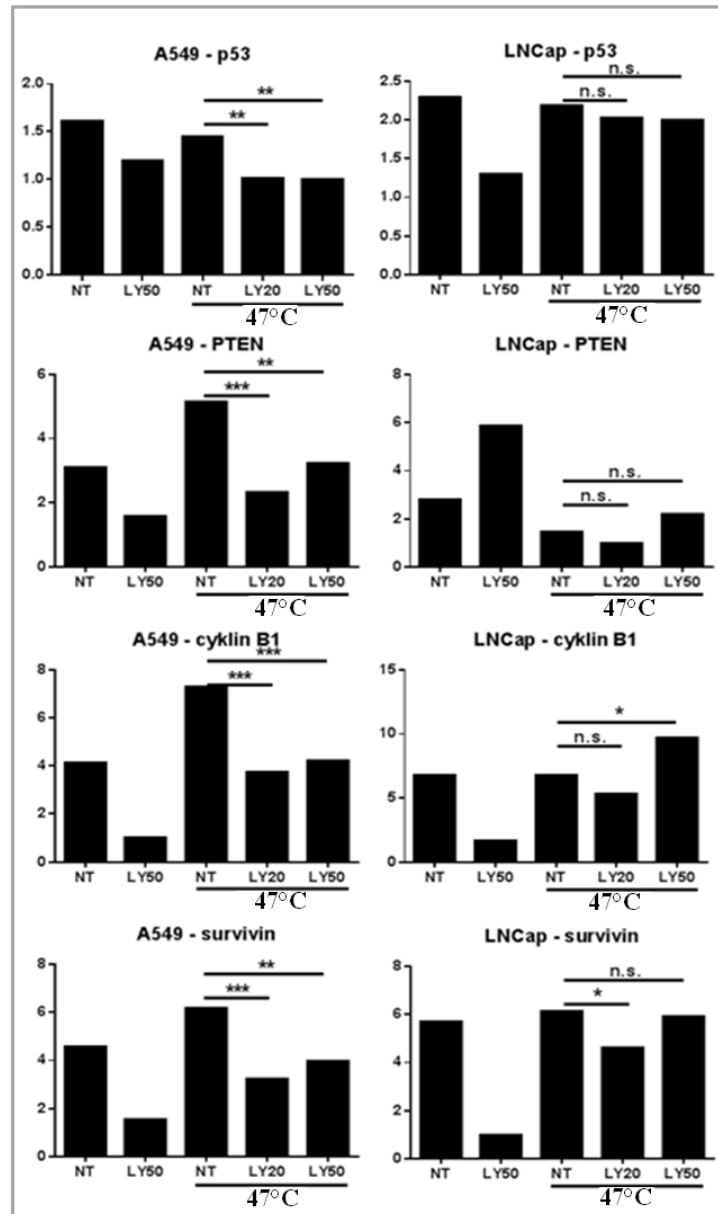 A549 - p53
**
**
2.0
1.5
1.0
0.5
0.0
NT LY50 NT LY20 LY50
47°C
LNCap - p53
n.s.
n.s.
2.5
2.0
1.5
1.0
0.5
0.0
NT LY50 NT LY20 LY50
47°C
A549 - PTEN
**
***
6
4
2
0
NT LY50 NT LY20 LY50
47°C
LNCap - PTEN
n.s.
n.s.
8
6
4
2
0
NT LY50 NT LY20 LY50
47°C
A549 - cyklin B1
***
***
8
6
4
2
0
NT LY50 NT LY20 LY50
47°C
LNCap - cyklin B1
*
n.s.
15
10
5
0
NT LY50 NT LY20 LY50
47°C
A549 - survivin
**
***
8
6
4
2
0
NT LY50 NT LY20 LY50
47°C
LNCap - survivin
n.s.
*
8
6
4
2
0
NT LY50 NT LY20 LY50
47°C